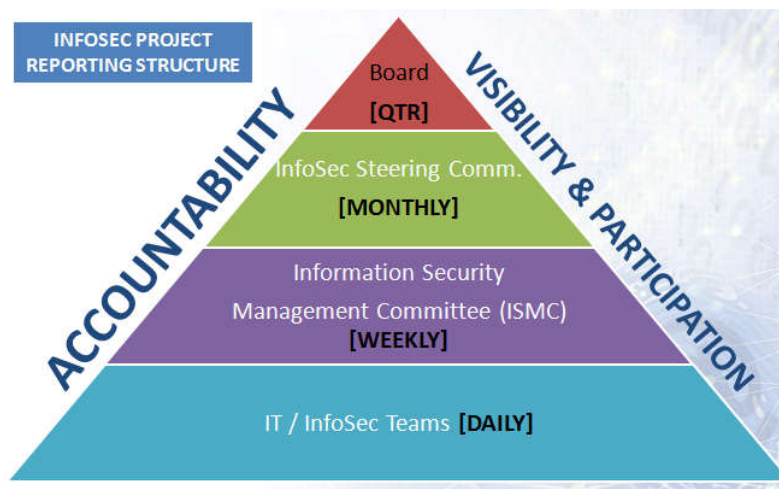 INFOSEC PROJECT
REPORTING STRUCTURE
ACCOUNTABILITY
VISIBILITY & PARTICIPATION
Board
[QTR]
InfoSec Steering Comm.
[MONTHLY]
Information Security
Management Committee (ISMC)
[WEEKLY]
IT / InfoSec Teams [DAILY]